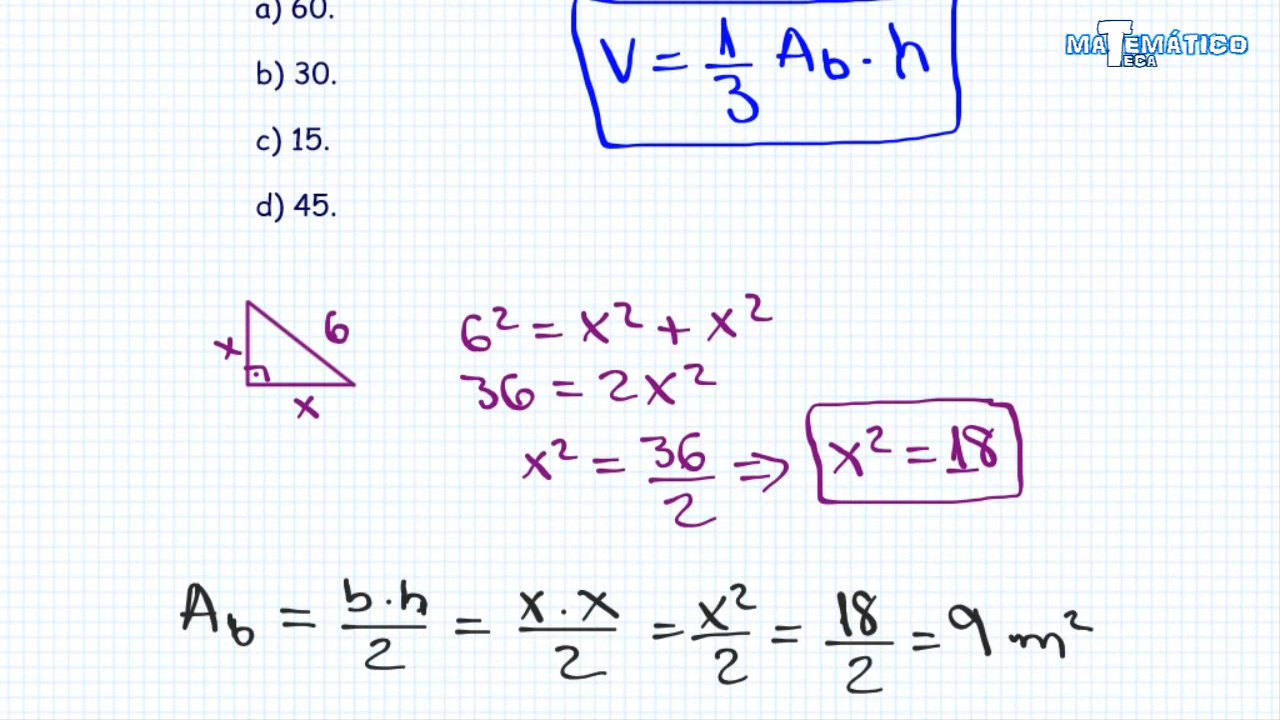 a) 60.
b) 30.
c) 15.
d) 45.
V = 1/3 Ab · h
MATEMÁTICO
TECA
x 6
x
6² = x² + x²
36 = 2x²
x² = 36/2 ⇒ x² = 18
Ab = b·h/2 = x·x/2 = x²/2 = 18/2 = 9 m²